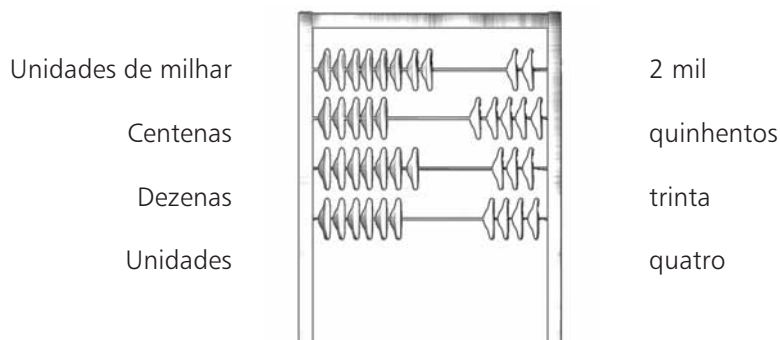 Unidades de milhar 2 mil
Centenas quinhentos
Dezenas trinta
Unidades quatro